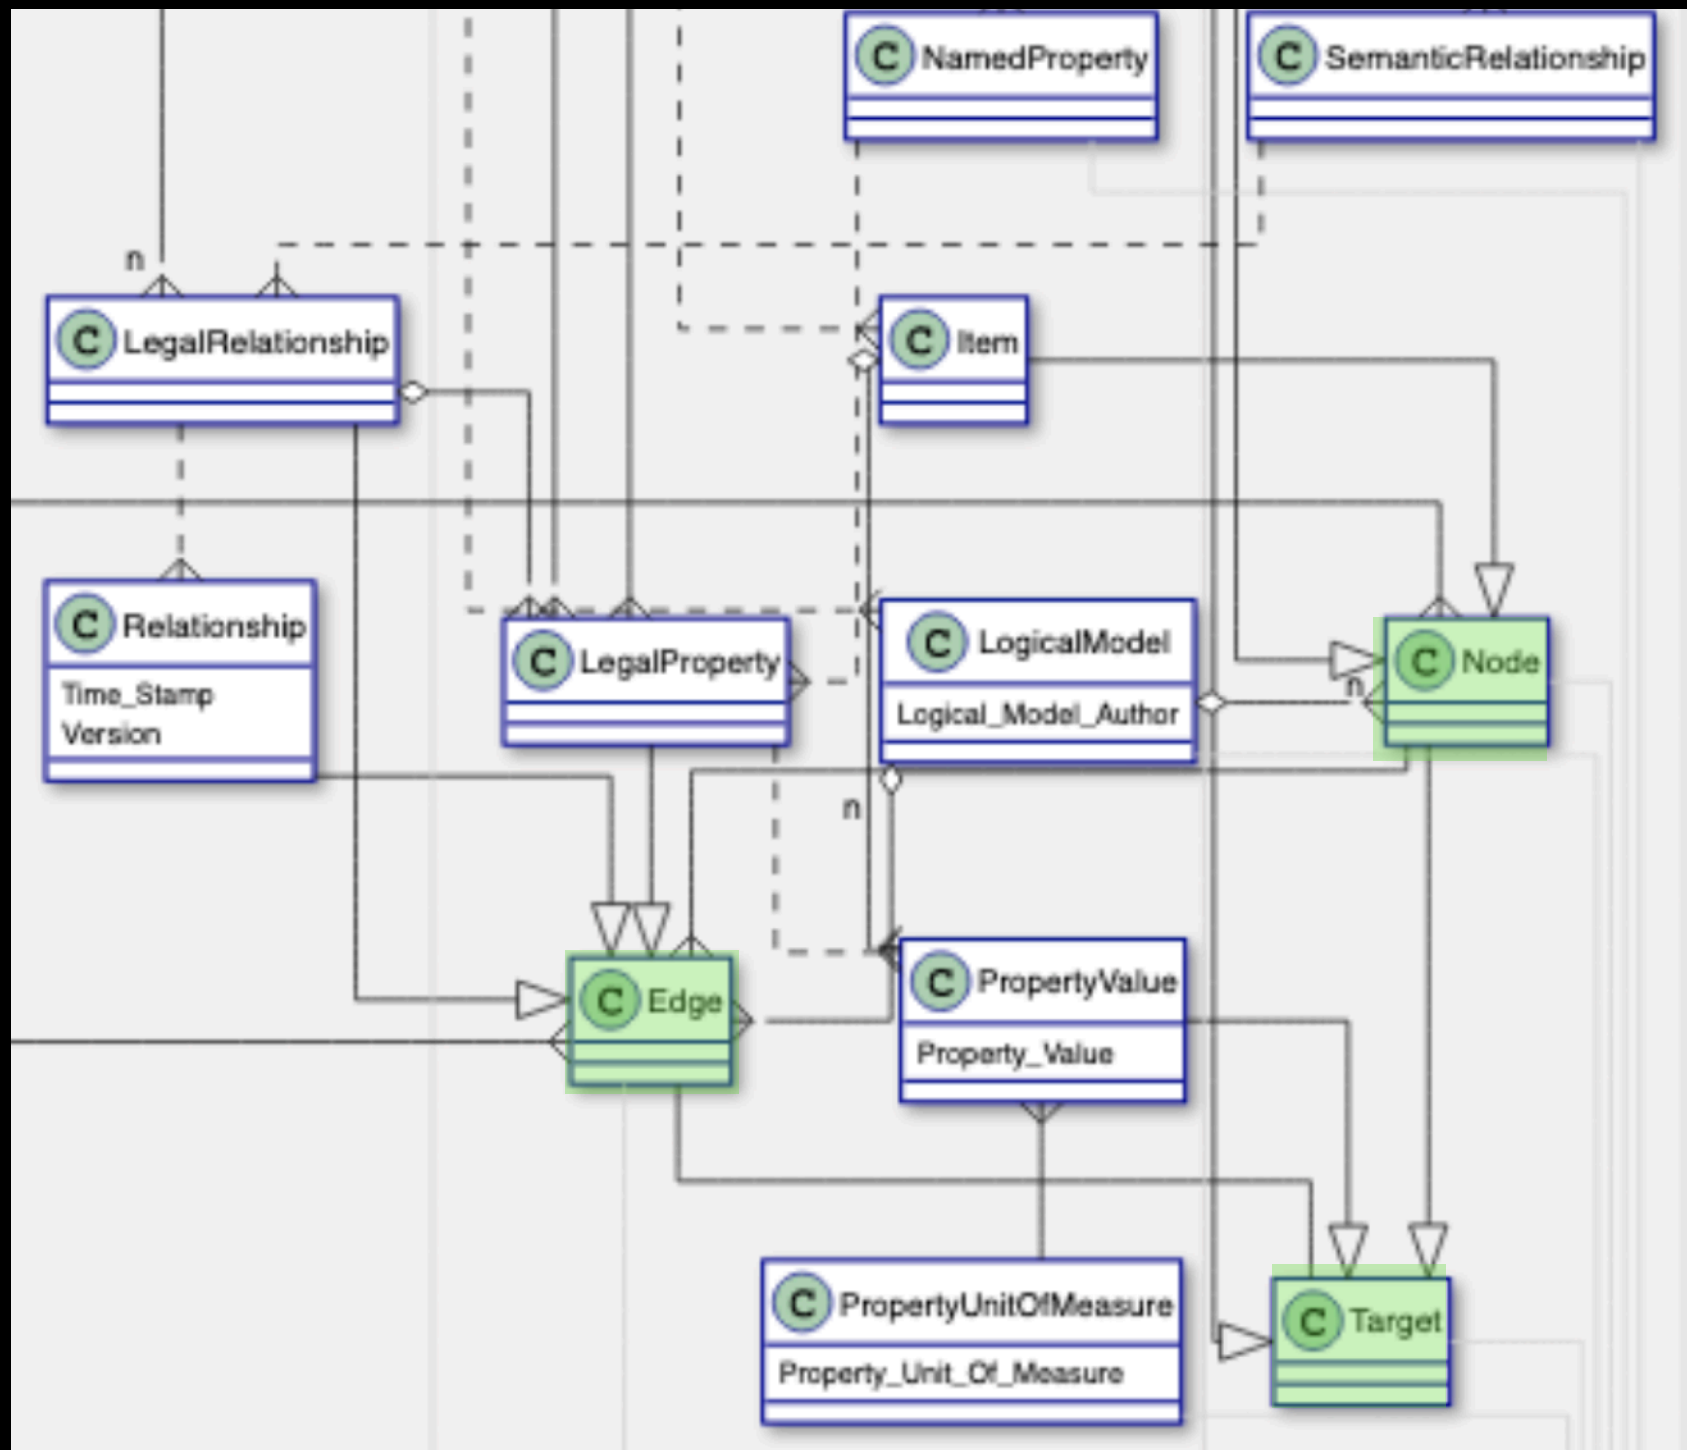 C NamedProperty
C SemanticRelationship
n
C LegalRelationship
C Item
C Relationship
Time_Stamp
Version
C LegalProperty
C LogicalModel
Logical_Model_Author
C Node
n
n
C Edge
C PropertyValue
Property_Value
C PropertyUnitOfMeasure
Property_Unit_Of_Measure
C Target